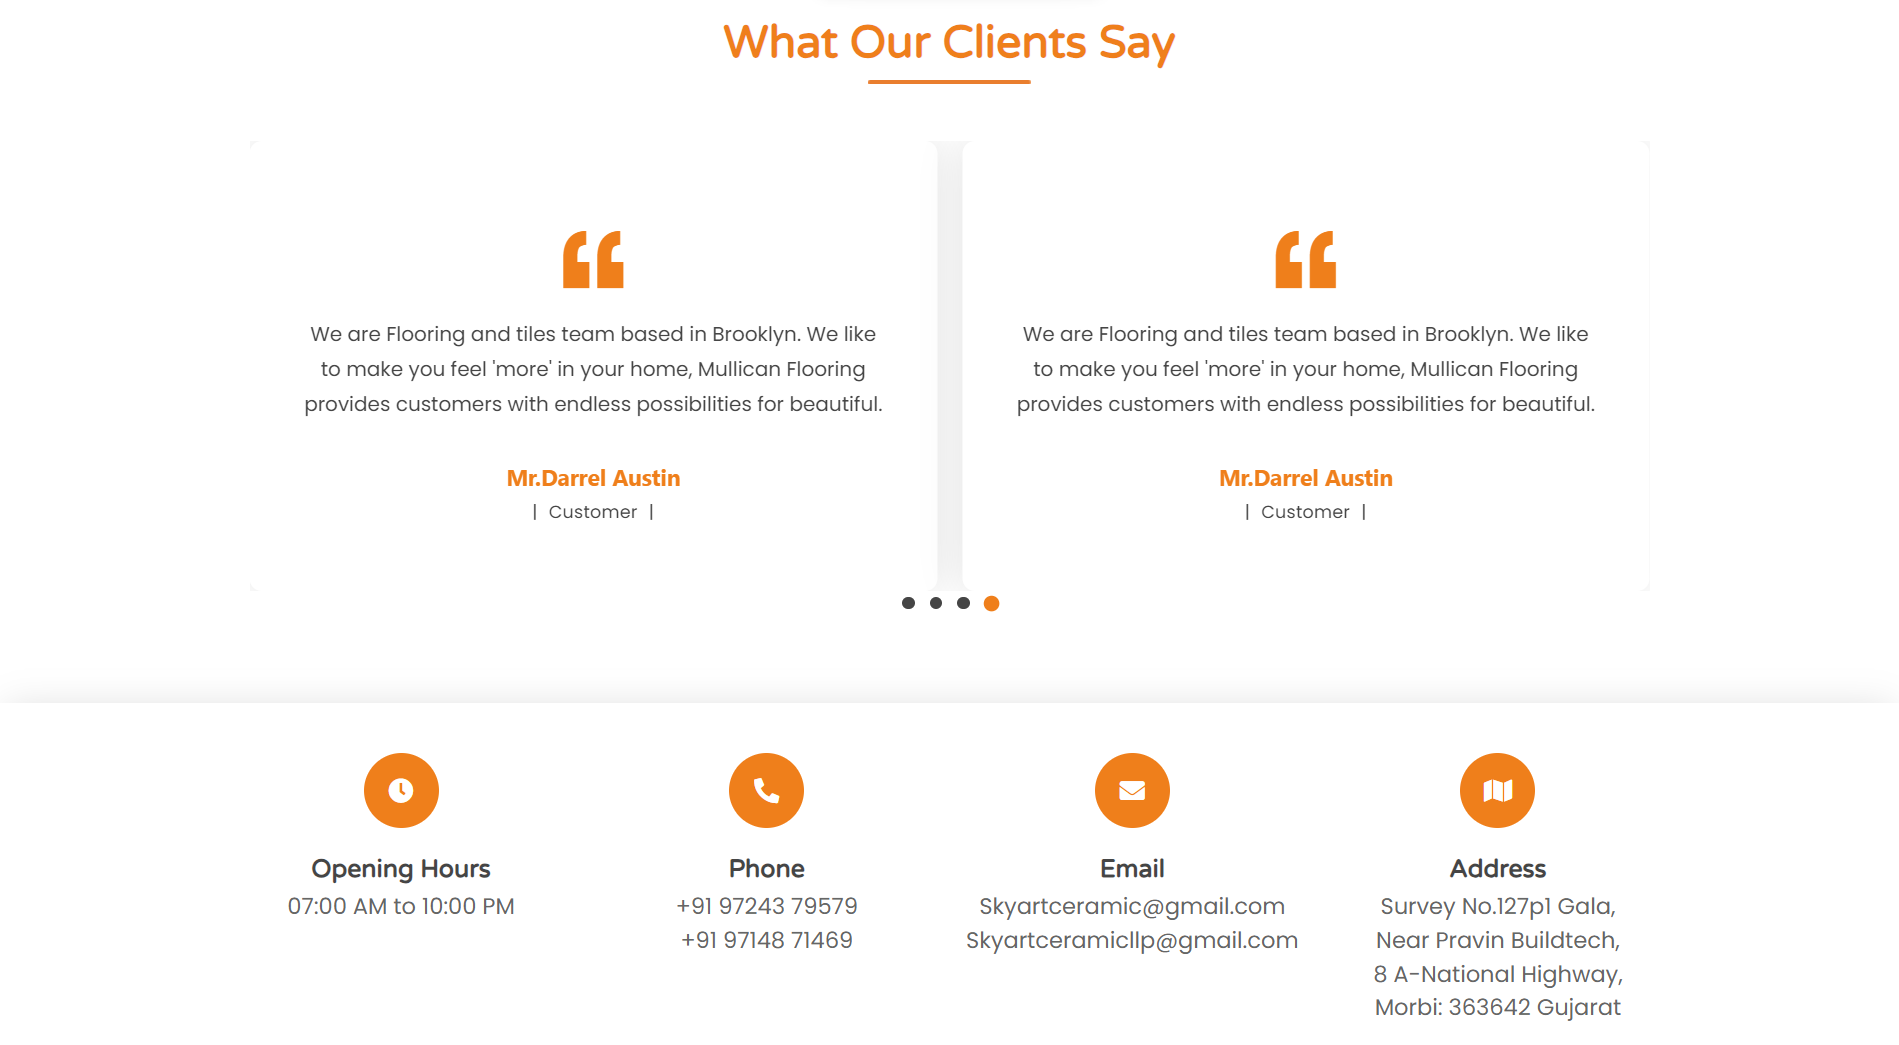 What Our Clients Say
We are Flooring and tiles team based in Brooklyn. We like
to make you feel 'more' in your home, Mullican Flooring
provides customers with endless possibilities for beautiful.
Mr.Darrel Austin
| Customer |
We are Flooring and tiles team based in Brooklyn. We like
to make you feel 'more' in your home, Mullican Flooring
provides customers with endless possibilities for beautiful.
Mr.Darrel Austin
| Customer |
Opening Hours
07:00 AM to 10:00 PM
Phone
+91 97243 79579
+91 97148 71469
Email
Skyartceramic@gmail.com
Skyartceramicllp@gmail.com
Address
Survey No.127p1 Gala,
Near Pravin Buildtech,
8 A-National Highway,
Morbi: 363642 Gujarat